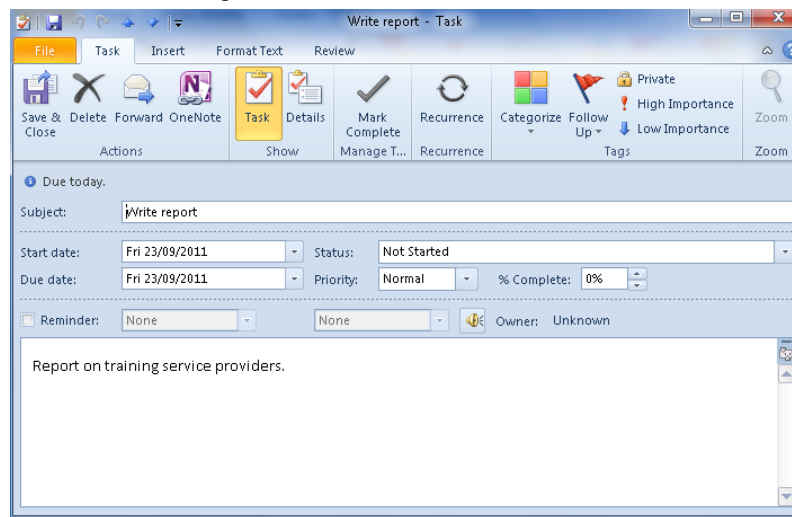 Write report - Task
File Task Insert Format Text Review
Save & Close Delete Forward OneNote Task Details Mark Complete Recurrence Categorize Follow Up Private
High Importance
Low Importance
Zoom
Actions Show Manage T... Recurrence Tags Zoom
Due today.
Subject: Write report
Start date: Fri 23/09/2011 Status: Not Started
Due date: Fri 23/09/2011 Priority: Normal % Complete: 0%
Reminder: None None Owner: Unknown
Report on training service providers.